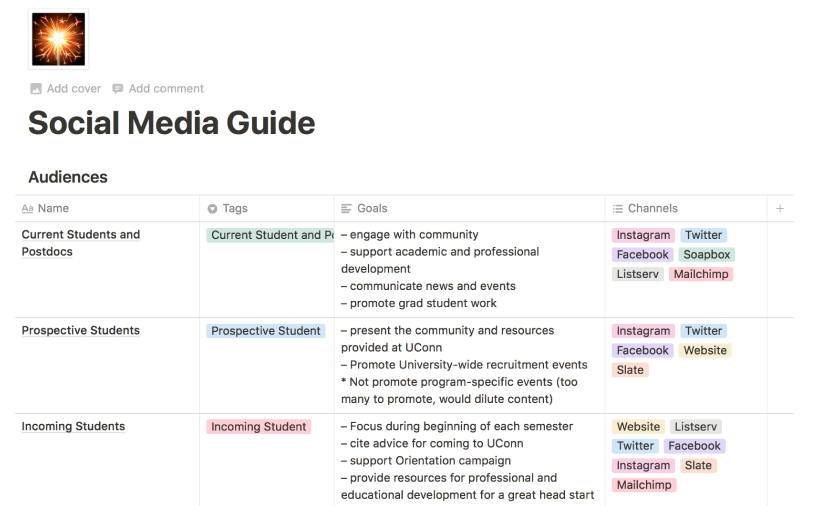 Add cover Add comment
Social Media Guide
Audiences
Aa Name Tags Goals Channels +
Current Students and
Postdocs
Current Student and Po
– engage with community
– support academic and professional
development
– communicate news and events
– promote grad student work
Instagram Twitter
Facebook Soapbox
Listserv Mailchimp
Prospective Students
Prospective Student
– present the community and resources
provided at UConn
– Promote University-wide recruitment events
* Not promote program-specific events (too
many to promote, would dilute content)
Instagram Twitter
Facebook Website
Slate
Incoming Students
Incoming Student
– Focus during beginning of each semester
– cite advice for coming to UConn
– support Orientation campaign
– provide resources for professional and
educational development for a great head start
Website Listserv
Twitter Facebook
Instagram Slate
Mailchimp